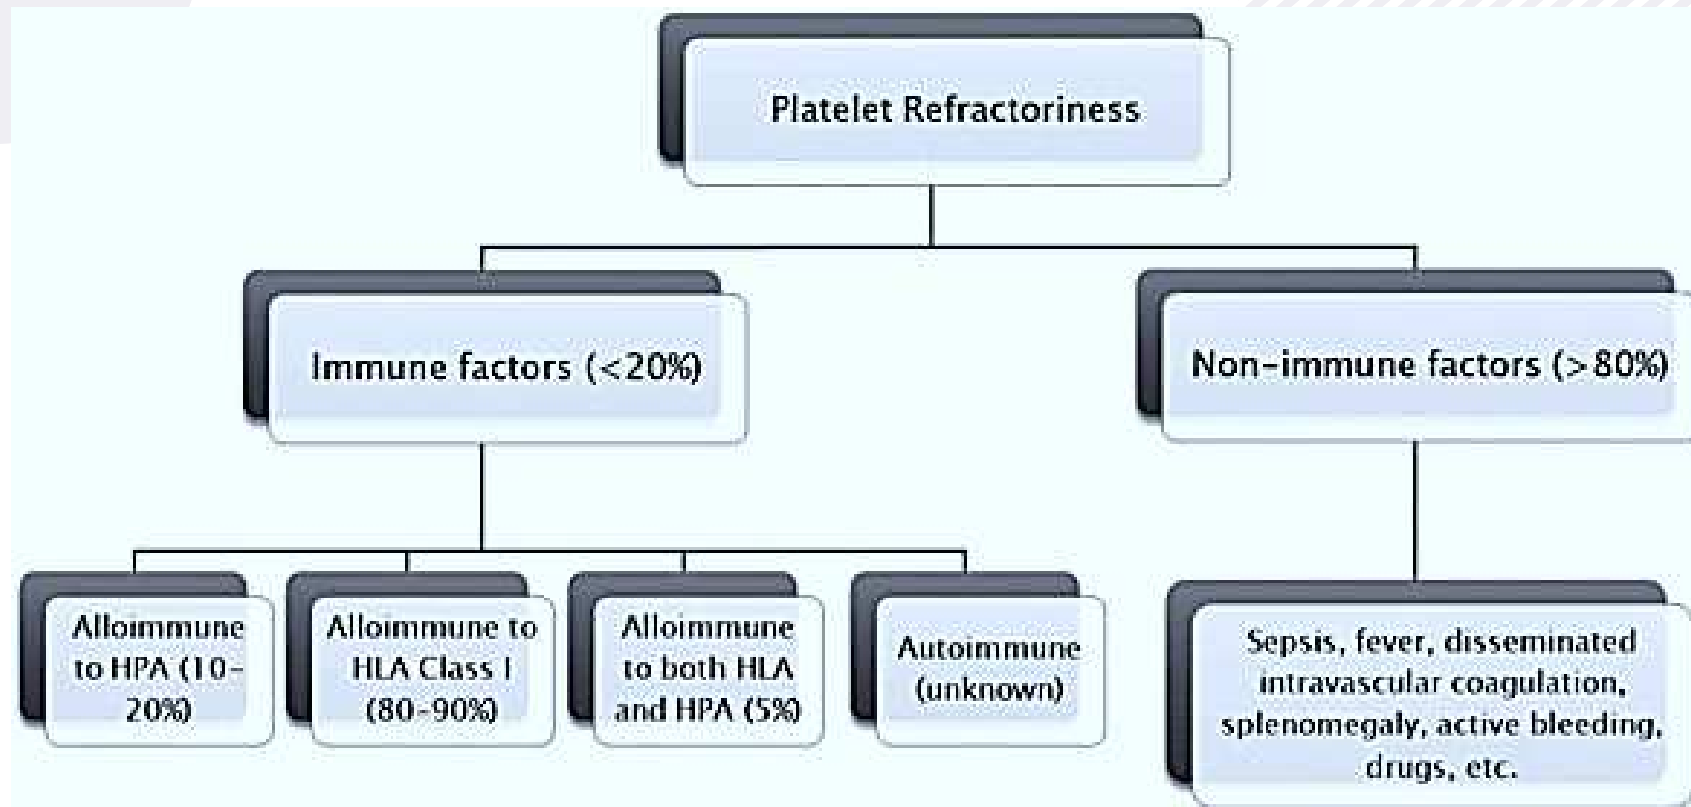 Platelet Refractoriness
Immune factors (<20%)
Non-immune factors (>80%)
Alloimmune
to HPA (10-
20%)
Alloimmune to
HLA Class I
(80-90%)
Alloimmune
to both HLA
and HPA (5%)
Autoimmune
(unknown)
Sepsis, fever, disseminated
intravascular coagulation,
splenomegaly, active bleeding,
drugs, etc.